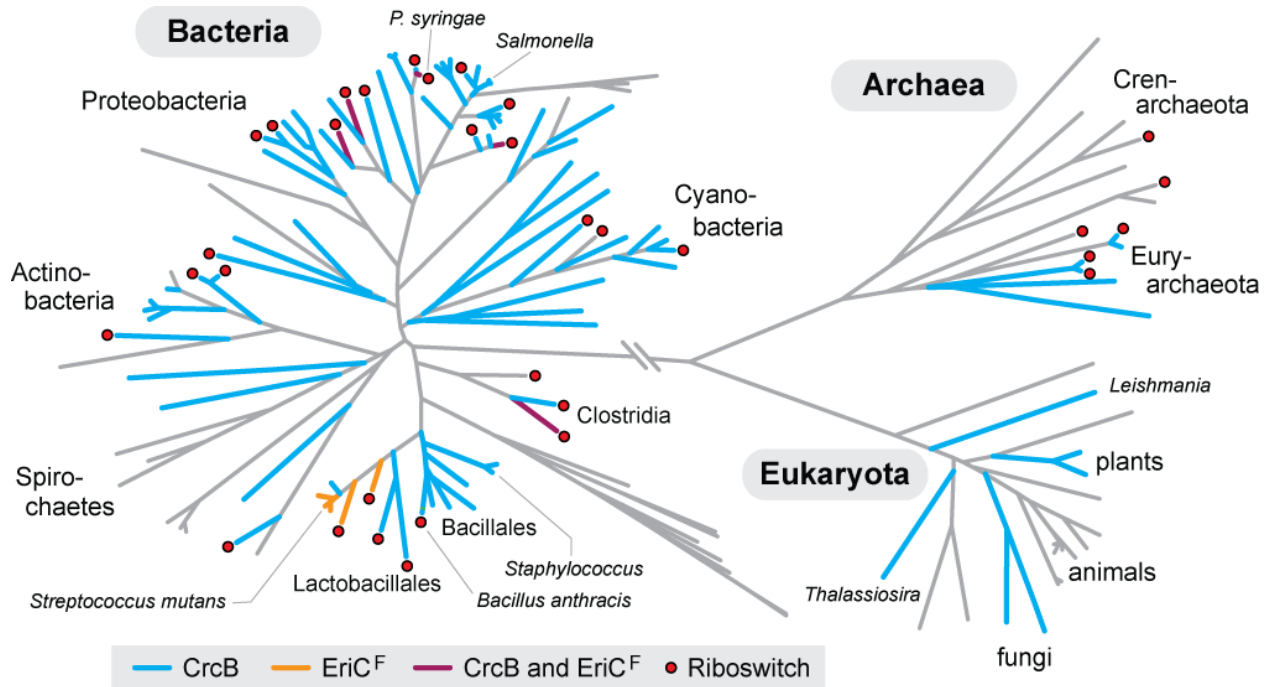 Bacteria
P. syringae
Salmonella
Proteobacteria
Archaea
Cren-
archaeota
Cyano-
bacteria
Eury-
archaeota
Actino-
bacteria
Leishmania
Clostridia
plants
Eukaryota
Spiro-
chaetes
Bacillales
Staphylococcus
Lactobacillales
animals
Thalassiosira
Streptococcus mutans
Bacillus anthracis
fungi
CrcB
EriC F
CrcB and EriC F
Riboswitch